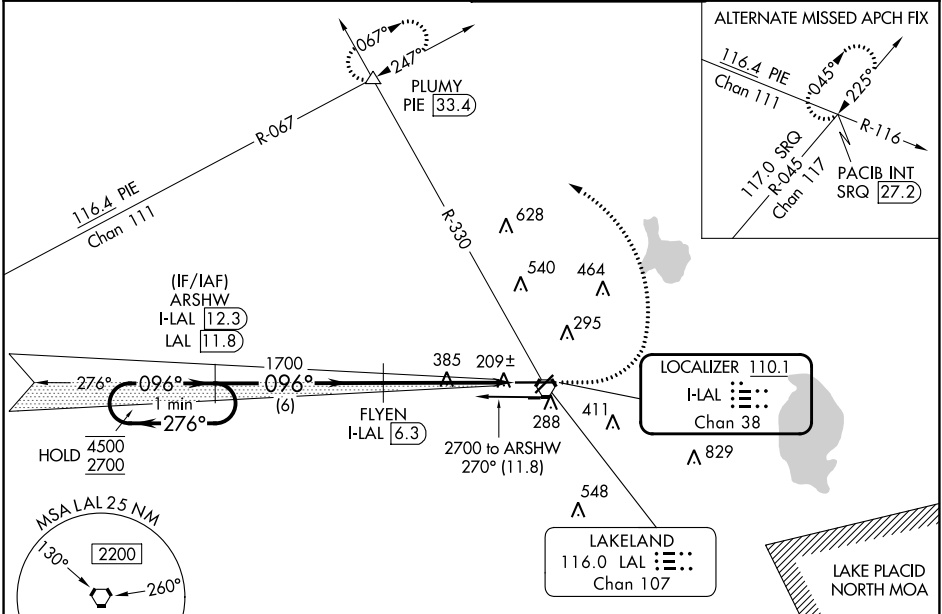 067°
247°
PLUMY
PIE 33.4
R-067
116.4 PIE
Chan 111
R-330
ALTERNATE MISSED APCH FIX
116.4 PIE
Chan 111
045°
225°
R-116
117.0 SRQ
R-045
Chan 117
PACIB INT
SRQ 27.2
628
540
464
295
(IF/IAF)
ARSHW
I-LAL 12.3
LAL 11.8
1700
385
209±
276°
096°
096°
1 min
(6)
276°
FLYEN
I-LAL 6.3
288
411
829
548
HOLD 4500
2700
2700 to ARSHW
270° (11.8)
LOCALIZER 110.1
I-LAL
Chan 38
LAKELAND
116.0 LAL
Chan 107
MSA LAL 25 NM
2200
130°
260°
LAKE PLACID
NORTH MOA